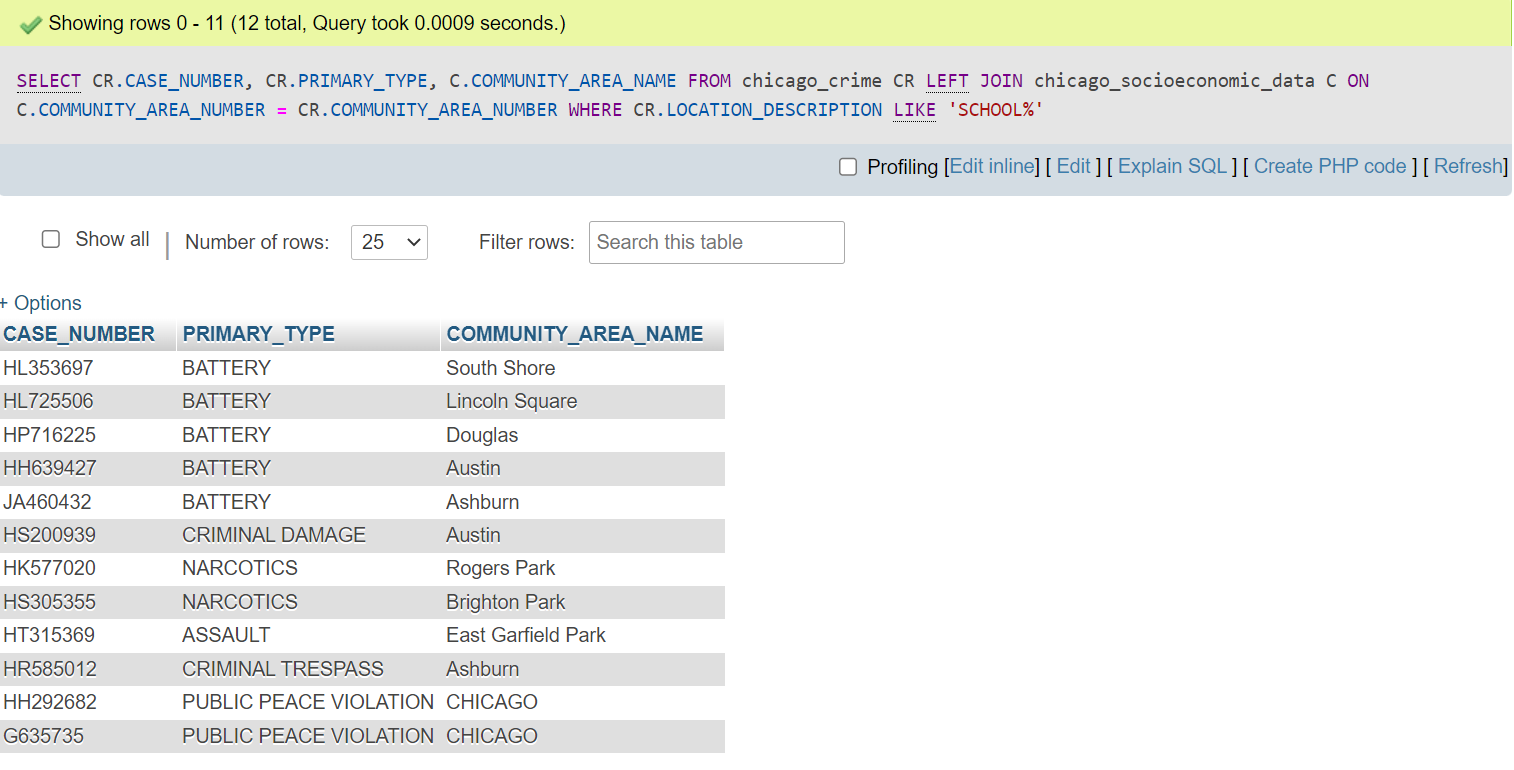 Showing rows 0 - 11 (12 total, Query took 0.0009 seconds.)
SELECT CR.CASE_NUMBER, CR.PRIMARY_TYPE, C.COMMUNITY_AREA_NAME FROM chicago_crime CR LEFT JOIN chicago_socioeconomic_data C ON
C.COMMUNITY_AREA_NUMBER = CR.COMMUNITY_AREA_NUMBER WHERE CR.LOCATION_DESCRIPTION LIKE 'SCHOOL%'
Profiling [Edit inline] [ Edit ] [ Explain SQL ] [ Create PHP code ] [ Refresh]
Show all | Number of rows: 25 Filter rows: Search this table
+ Options
CASE_NUMBER PRIMARY_TYPE COMMUNITY_AREA_NAME
HL353697 BATTERY South Shore
HL725506 BATTERY Lincoln Square
HP716225 BATTERY Douglas
HH639427 BATTERY Austin
JA460432 BATTERY Ashburn
HS200939 CRIMINAL DAMAGE Austin
HK577020 NARCOTICS Rogers Park
HS305355 NARCOTICS Brighton Park
HT315369 ASSAULT East Garfield Park
HR585012 CRIMINAL TRESPASS Ashburn
HH292682 PUBLIC PEACE VIOLATION CHICAGO
G635735 PUBLIC PEACE VIOLATION CHICAGO